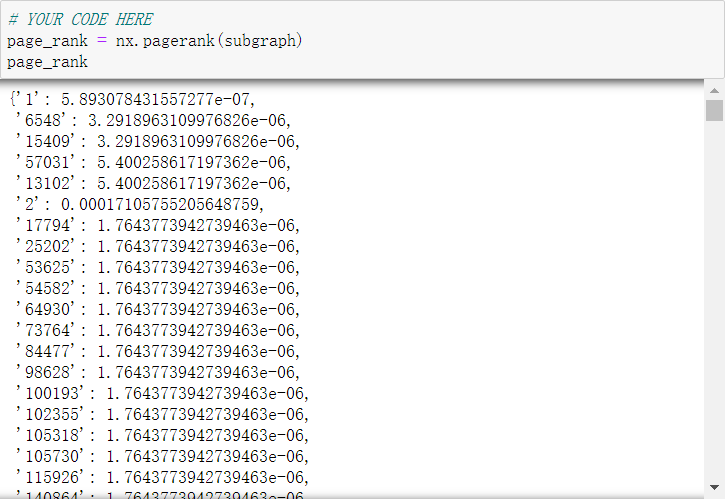 # YOUR CODE HERE
page_rank = nx.pagerank(subgraph)
page_rank
{'1': 5.893078431557277e-07,
'6548': 3.2918963109976826e-06,
'15409': 3.2918963109976826e-06,
'57031': 5.400258617197362e-06,
'13102': 5.400258617197362e-06,
'2': 0.00017105755205648759,
'17794': 1.7643773942739463e-06,
'25202': 1.7643773942739463e-06,
'53625': 1.7643773942739463e-06,
'54582': 1.7643773942739463e-06,
'64930': 1.7643773942739463e-06,
'73764': 1.7643773942739463e-06,
'84477': 1.7643773942739463e-06,
'98628': 1.7643773942739463e-06,
'100193': 1.7643773942739463e-06,
'102355': 1.7643773942739463e-06,
'105318': 1.7643773942739463e-06,
'105730': 1.7643773942739463e-06,
'115926': 1.7643773942739463e-06,
'140864': 1.7643773942739463e-06